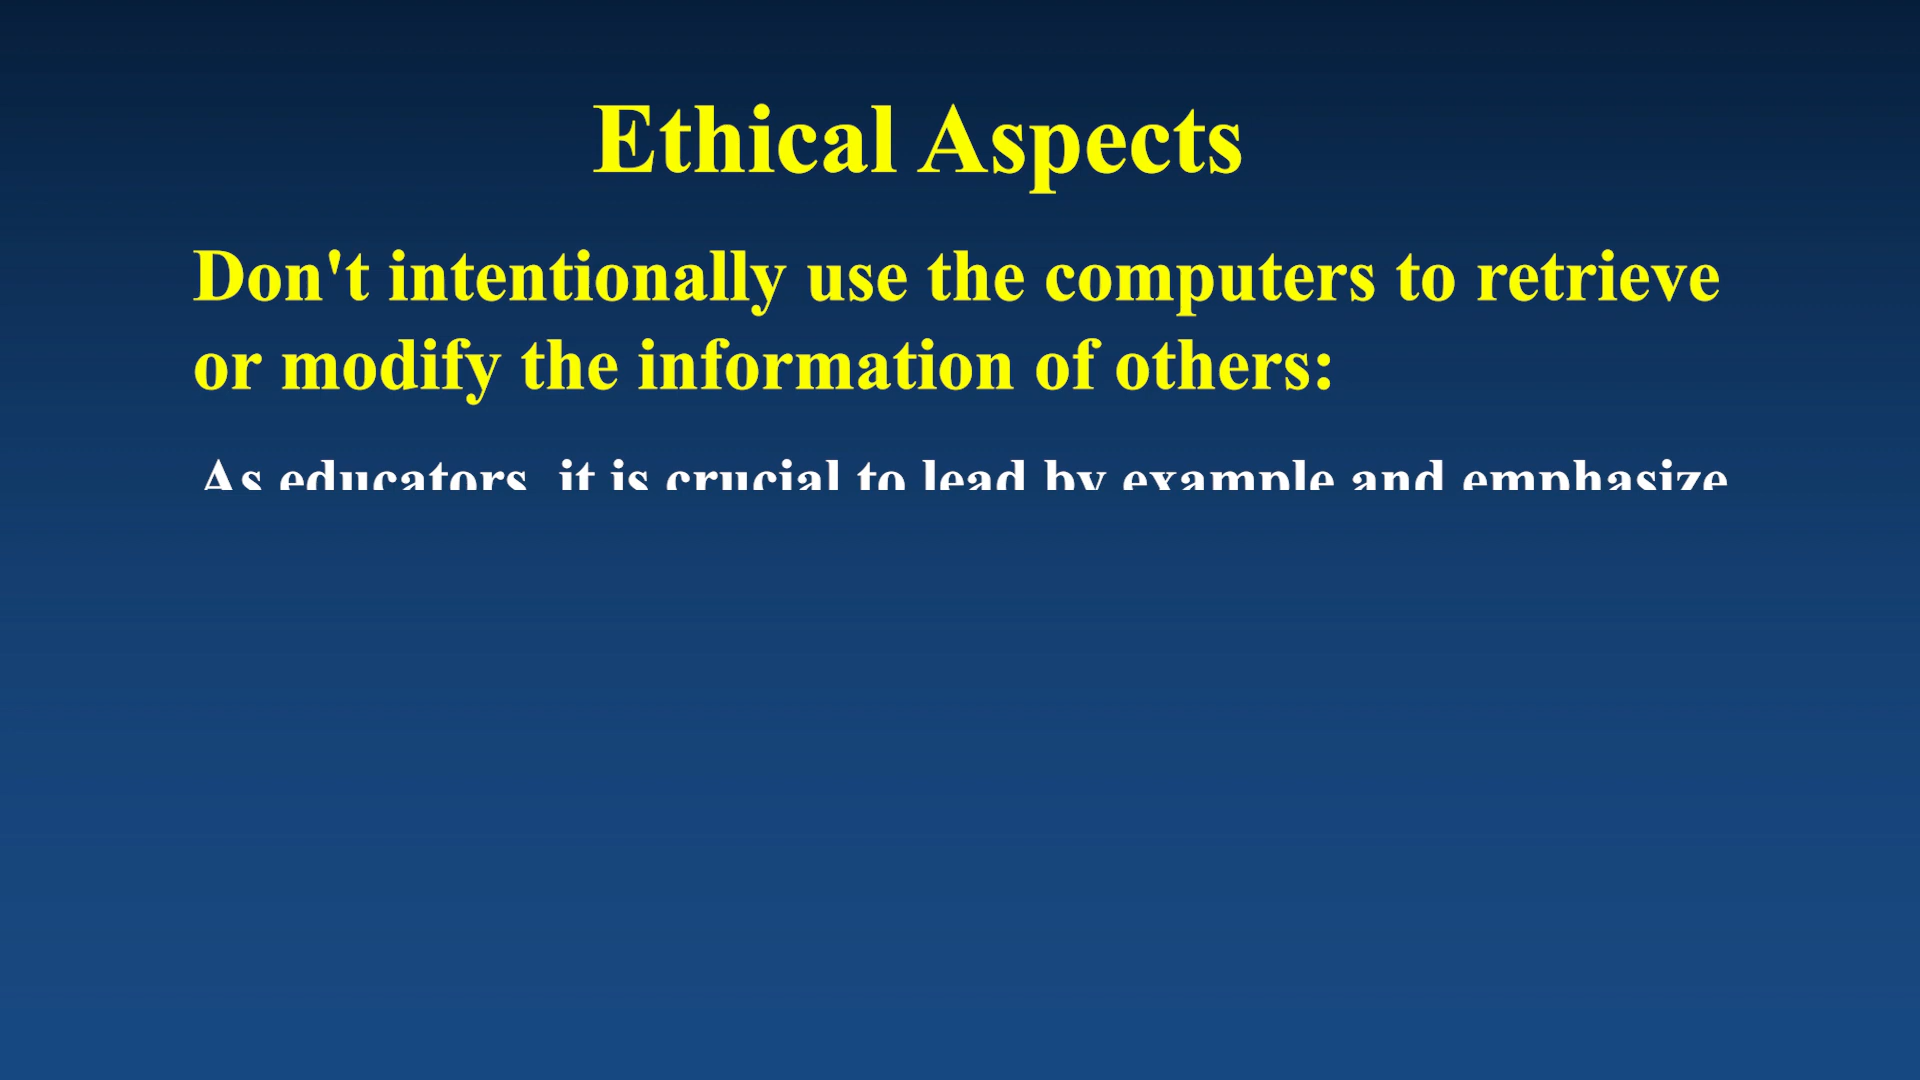 Ethical Aspects
Don't intentionally use the computers to retrieve
or modify the information of others:
As educators, it is crucial to lead by example and emphasize